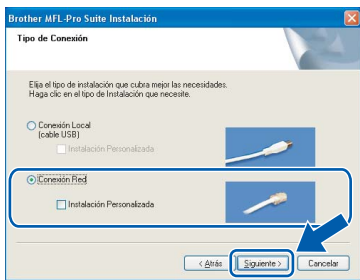 Brother MFL-Pro Suite Instalación
Tipo de Conexión
Elija el tipo de instalación que cubra mejor las necesidades.
Haga clic en el tipo de Instalación que necesite.
Conexión Local
(cable USB)
Instalación Personalizada
Conexión Red
Instalación Personalizada
< Atrás
Siguiente >
Cancelar